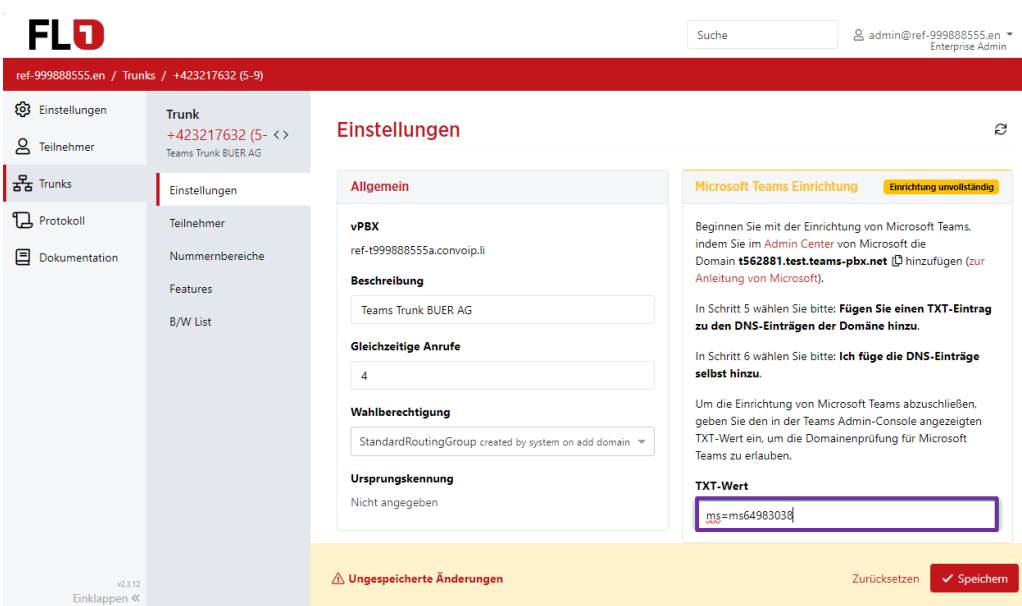 FL1
Suche
admin@ref-999888555.en
Enterprise Admin
ref-999888555.en / Trunks / +423217632 (5-9)
Einstellungen
Teilnehmer
Trunks
Protokoll
Dokumentation
v2.3.12
Einklappen «
Trunk
+423217632 (5- < >
Teams Trunk BUER AG
Einstellungen
Teilnehmer
Nummernbereiche
Features
B/W List
Einstellungen
Allgemein
vPBX
ref-t999888555a.convoip.li
Beschreibung
Teams Trunk BUER AG
Gleichzeitige Anrufe
4
Wahlberechtigung
StandardRoutingGroup created by system on add domain
Ursprungskennung
Nicht angegeben
Microsoft Teams Einrichtung
Einrichtung unvollständig
Beginnen Sie mit der Einrichtung von Microsoft Teams,
indem Sie im Admin Center von Microsoft die
Domain t562881.test.teams-pbx.net hinzufügen (zur
Anleitung von Microsoft).
In Schritt 5 wählen Sie bitte: Fügen Sie einen TXT-Eintrag
zu den DNS-Einträgen der Domäne hinzu.
In Schritt 6 wählen Sie bitte: Ich füge die DNS-Einträge
selbst hinzu.
Um die Einrichtung von Microsoft Teams abzuschließen,
geben Sie den in der Teams Admin-Console angezeigten
TXT-Wert ein, um die Domainenprüfung für Microsoft
Teams zu erlauben.
TXT-Wert
ms=ms64983038
Ungespeicherte Änderungen
Zurücksetzen
Speichern